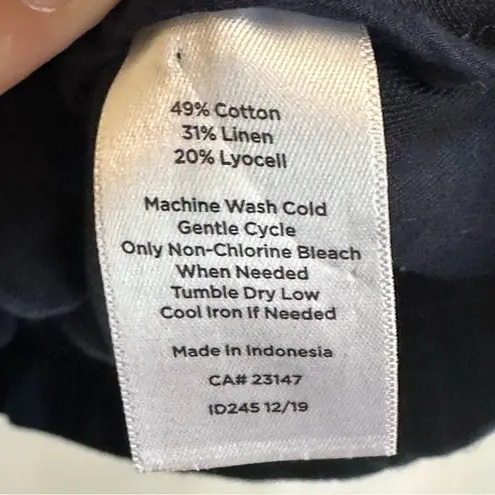 49% Cotton
31% Linen
20% Lyocell
Machine Wash Cold
Gentle Cycle
Only Non-Chlorine Bleach
When Needed
Tumble Dry Low
Cool Iron If Needed
Made In Indonesia
CA# 23147
ID245 12/19